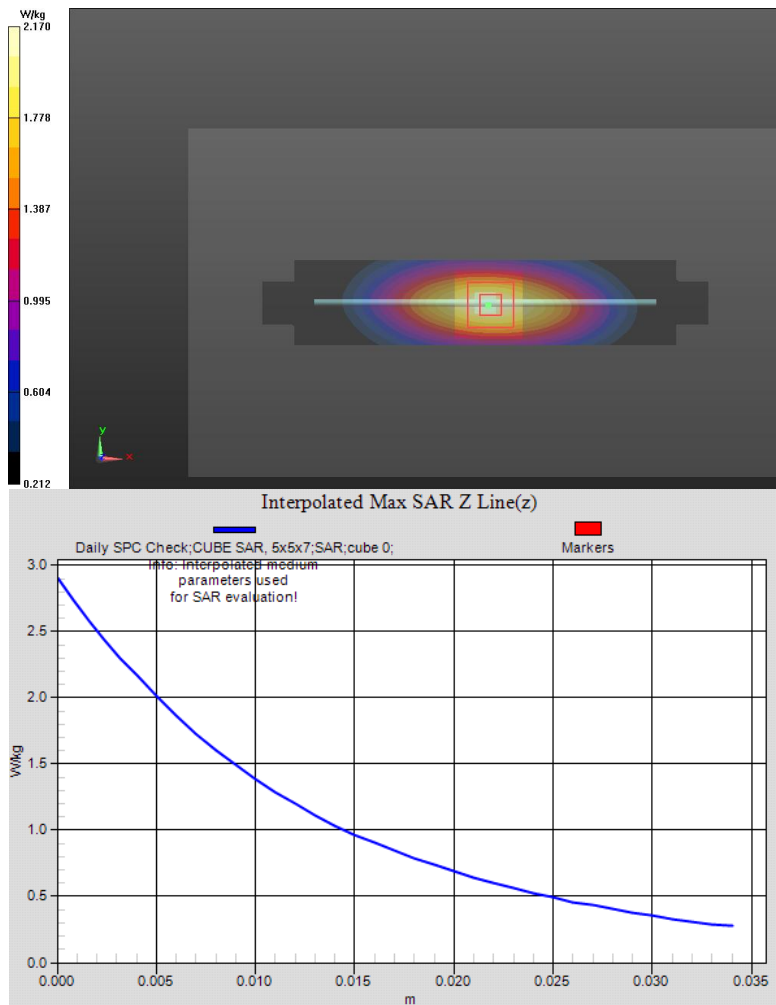 W/kg
2.170
1.778
1.387
0.995
0.604
0.212
y
x
Interpolated Max SAR Z Line(z)
Daily SPC Check;CUBE SAR, 5x5x7;SAR;cube 0;
Markers
Info: Interpolated medium
parameters used
for SAR evaluation!
3.0
2.5
2.0
1.5
1.0
0.5
0.0
W/kg
0.000 0.005 0.010 0.015 0.020 0.025 0.030 0.035
m